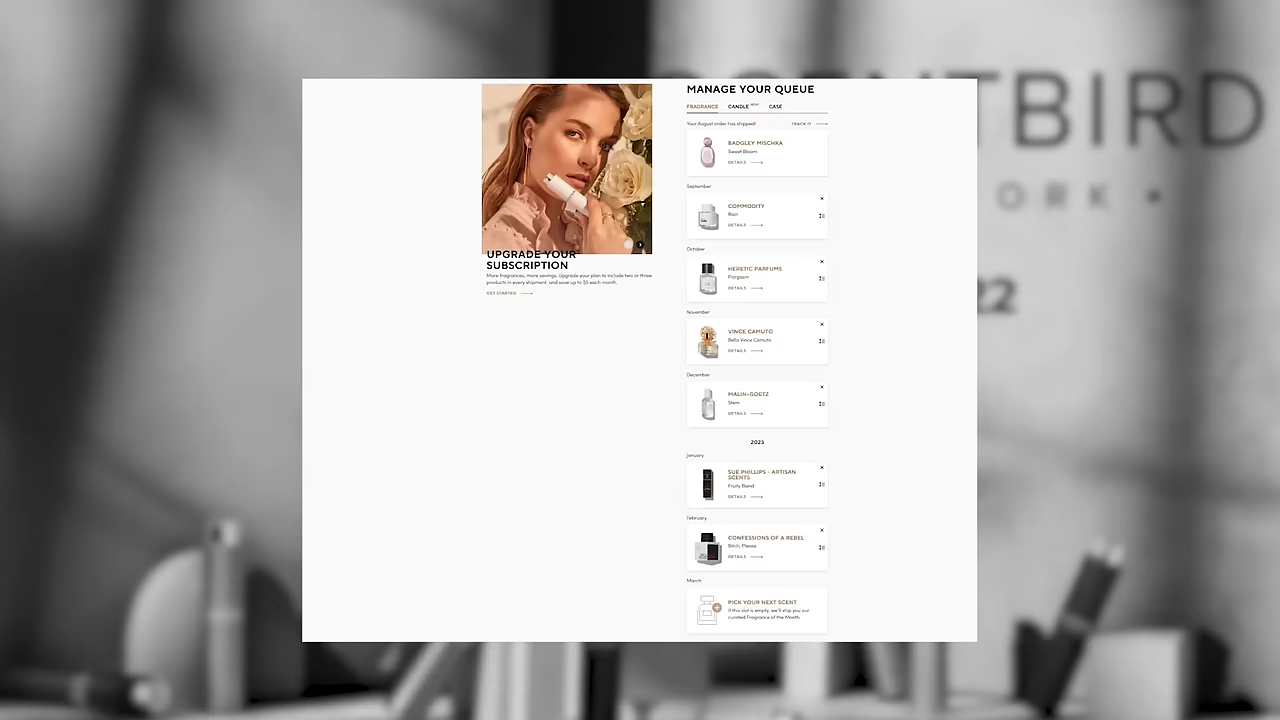 TBIRD
ORK •
22
UPGRADE YOUR
SUBSCRIPTION
More fragrances, more savings. Upgrade your plan to include two or three
products in every shipment, and save up to $11 each month.
GET STARTED
MANAGE YOUR QUEUE
FRAGRANCE CANDLE NEW! CASE
Your August order has shipped! TRACK IT
BADGLEY MISCHKA
Sweet Bloom
DETAILS
September
COMMODITY
Rain
DETAILS
October
HERETIC PARFUMS
Florgasm
DETAILS
November
VINCE CAMUTO
Bella Vince Camuto
DETAILS
December
MALIN+GOETZ
Stem
DETAILS
2023
January
SUE PHILLIPS - ARTISAN
SCENTS
Fruity Blend
DETAILS
February
CONFESSIONS OF A REBEL
Bitch, Please
DETAILS
March
PICK YOUR NEXT SCENT
If this slot is empty, we'll ship you our
curated Fragrance of the Month.